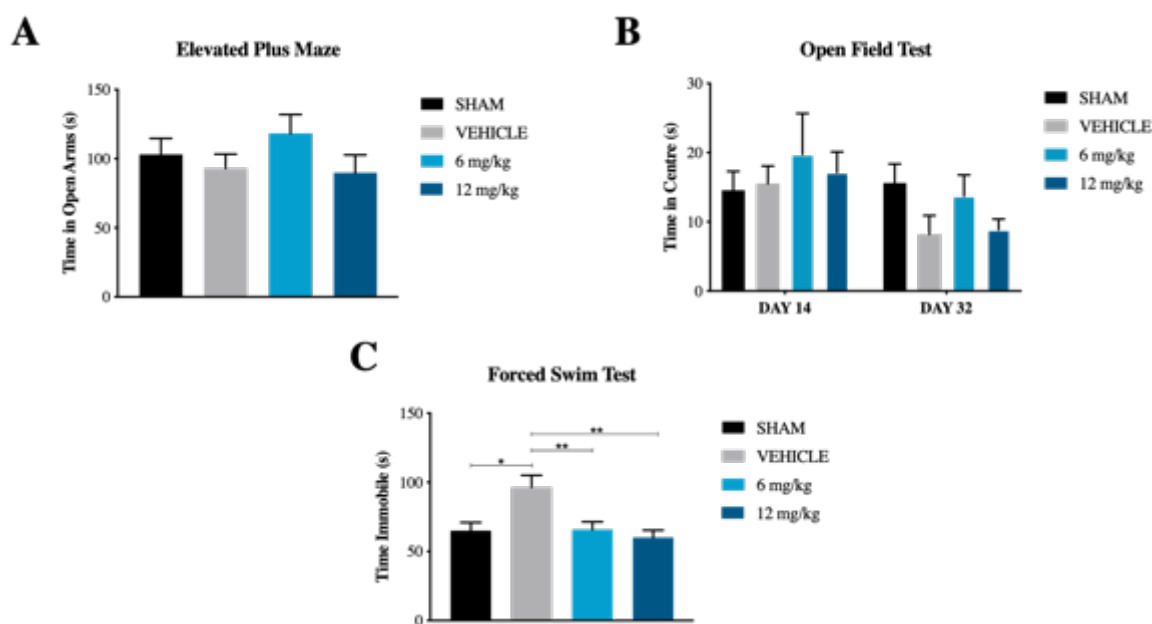 A
Elevated Plus Maze
Time in Open Arms (s)
150
100
50
0
SHAM
VEHICLE
6 mg/kg
12 mg/kg
B
Open Field Test
Time in Centre (s)
30
20
10
0
DAY 14
DAY 32
SHAM
VEHICLE
6 mg/kg
12 mg/kg
C
Forced Swim Test
Time Immobile (s)
150
100
50
0
*
**
**
SHAM
VEHICLE
6 mg/kg
12 mg/kg